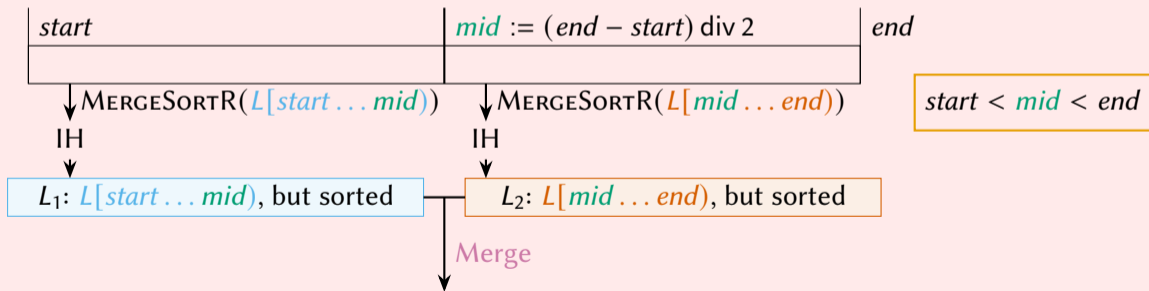 start mid := (end − start) div 2 end
MergeSortR(L[start . . . mid)) MergeSortR(L[mid . . . end)) start < mid < end
IH IH
L₁: L[start . . . mid), but sorted L₂: L[mid . . . end), but sorted
Merge